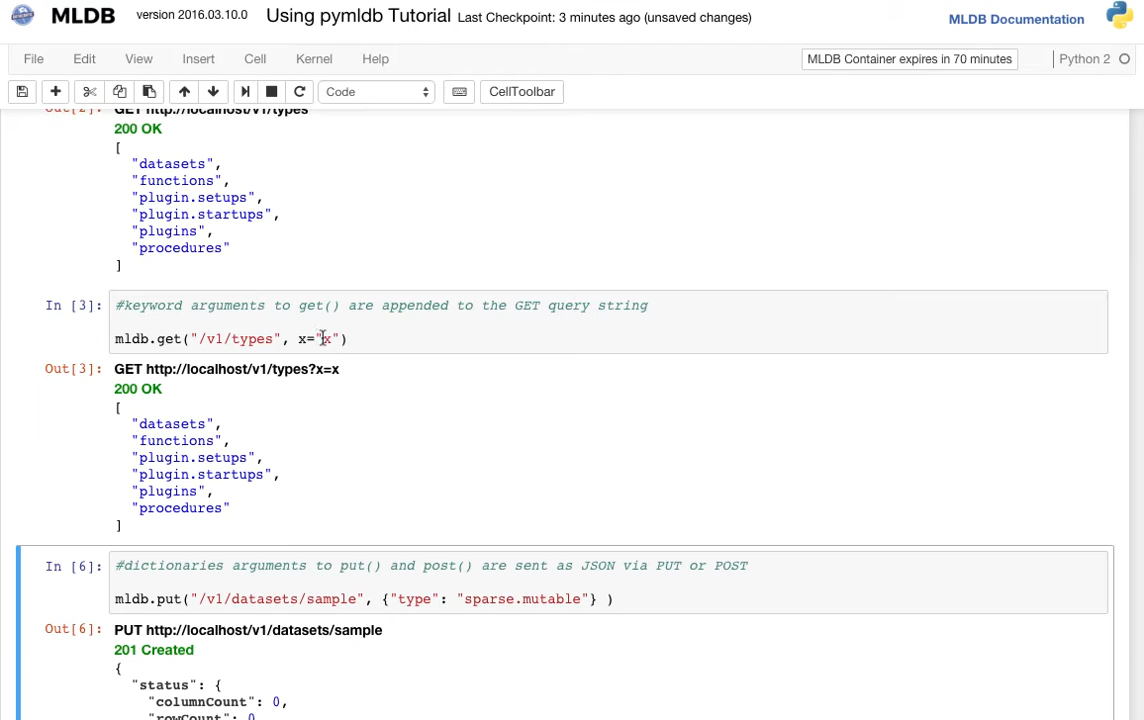 MLDB version 2016.03.10.0 Using pymldb Tutorial Last Checkpoint: 3 minutes ago (unsaved changes) MLDB Documentation
File Edit View Insert Cell Kernel Help MLDB Container expires in 70 minutes Python 2
Code CellToolbar
Out[2]: GET http://localhost/v1/types
200 OK
[
"datasets",
"functions",
"plugin.setups",
"plugin.startups",
"plugins",
"procedures"
]
In [3]: #keyword arguments to get() are appended to the GET query string
mldb.get("/v1/types", x="x")
Out[3]: GET http://localhost/v1/types?x=x
200 OK
[
"datasets",
"functions",
"plugin.setups",
"plugin.startups",
"plugins",
"procedures"
]
In [6]: #dictionaries arguments to put() and post() are sent as JSON via PUT or POST
mldb.put("/v1/datasets/sample", {"type": "sparse.mutable"} )
Out[6]: PUT http://localhost/v1/datasets/sample
201 Created
{
"status": {
"columnCount": 0,
"rowCount": 0